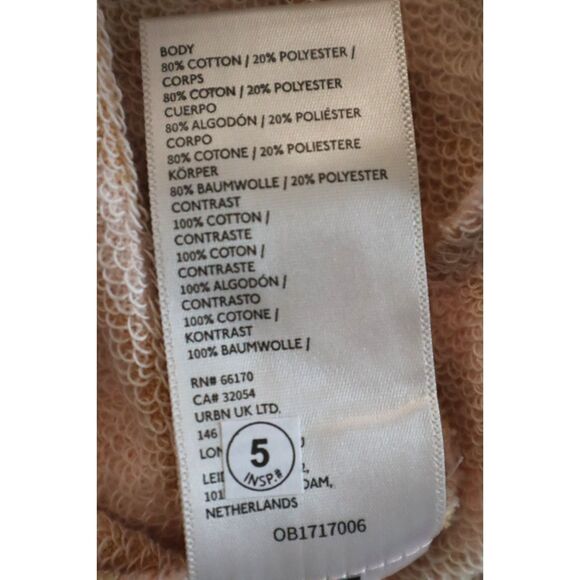 BODY
80% COTTON / 20% POLYESTER /
CORPS
80% COTON / 20% POLYESTER
CUERPO
80% ALGODÓN / 20% POLIÉSTER
CORPO
80% COTONE / 20% POLIESTERE
KÖRPER
80% BAUMWOLLE / 20% POLYESTER
CONTRAST
100% COTTON /
CONTRASTE
100% COTON /
CONTRASTE
100% ALGODÓN /
CONTRASTO
100% COTONE /
KONTRAST
100% BAUMWOLLE /
RN# 66170
CA# 32054
URBN UK LTD.
146
5
INSP.#
NETHERLANDS
OB1717006